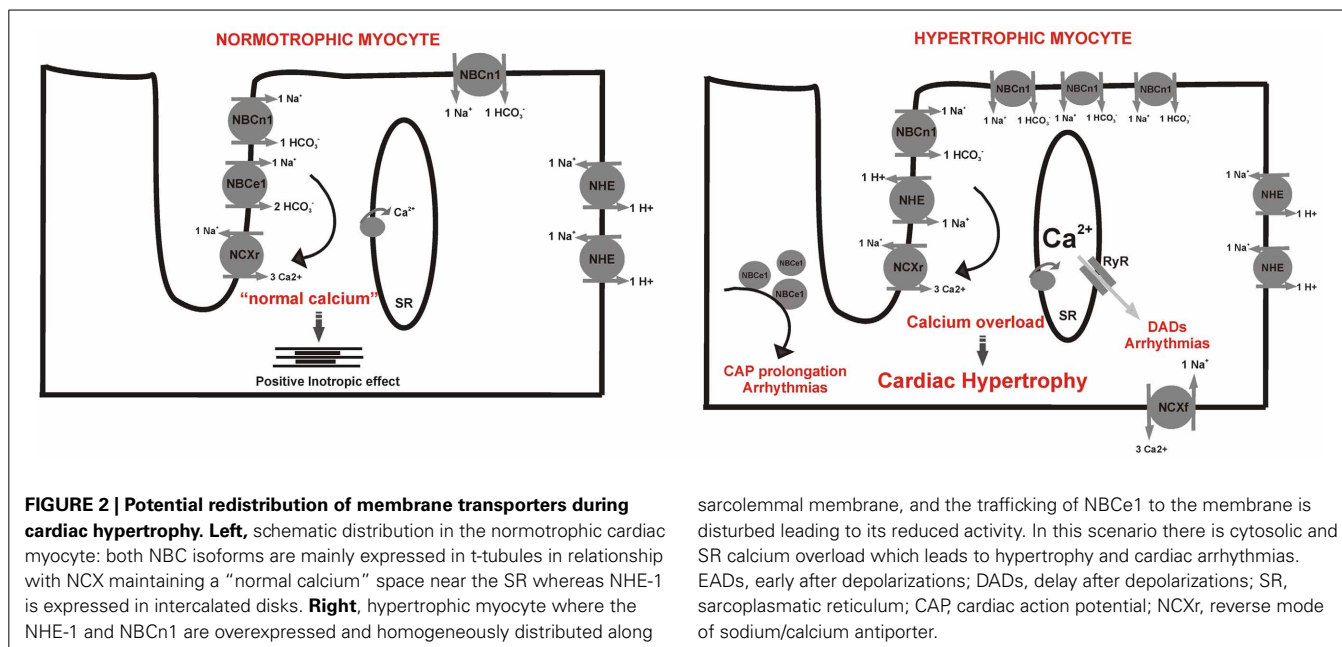 NORMOTROPHIC MYOCYTE
NBCn1
1 Na⁺ 1 HCO₃⁻
1 Na⁺
NBCn1
1 HCO₃⁻
1 Na⁺
NBCe1
2 HCO₃⁻
1 Na⁺
NCXr
3 Ca2+
"normal calcium"
Positive Inotropic effect
Ca²⁺
SR
1 Na⁺
NHE
1 H+
1 Na⁺
NHE
1 H+
HYPERTROPHIC MYOCYTE
NBCn1 NBCn1 NBCn1
1 Na⁺ 1 HCO₃⁻ 1 Na⁺ 1 HCO₃⁻ 1 Na⁺ 1 HCO₃⁻
1 Na⁺
NBCn1
1 HCO₃⁻
1 H+
NHE
1 Na⁺
1 Na⁺
NCXr
3 Ca2+
NBCe1 NBCe1
NBCe1
CAP prolongation
Arrhythmias
Calcium overload
Cardiac Hypertrophy
Ca²⁺
RyR
SR
DADs
Arrhythmias
1 Na⁺
NHE
1 H+
1 Na⁺
NHE
1 H+
1 Na⁺
NCXf
3 Ca2+
FIGURE 2 | Potential redistribution of membrane transporters during
cardiac hypertrophy. Left, schematic distribution in the normotrophic cardiac
myocyte: both NBC isoforms are mainly expressed in t-tubules in relationship
with NCX maintaining a "normal calcium" space near the SR whereas NHE-1
is expressed in intercalated disks. Right, hypertrophic myocyte where the
NHE-1 and NBCn1 are overexpressed and homogeneously distributed along
sarcolemmal membrane, and the trafficking of NBCe1 to the membrane is
disturbed leading to its reduced activity. In this scenario there is cytosolic and
SR calcium overload which leads to hypertrophy and cardiac arrhythmias.
EADs, early after depolarizations; DADs, delay after depolarizations; SR,
sarcoplasmatic reticulum; CAP, cardiac action potential; NCXr, reverse mode
of sodium/calcium antiporter.